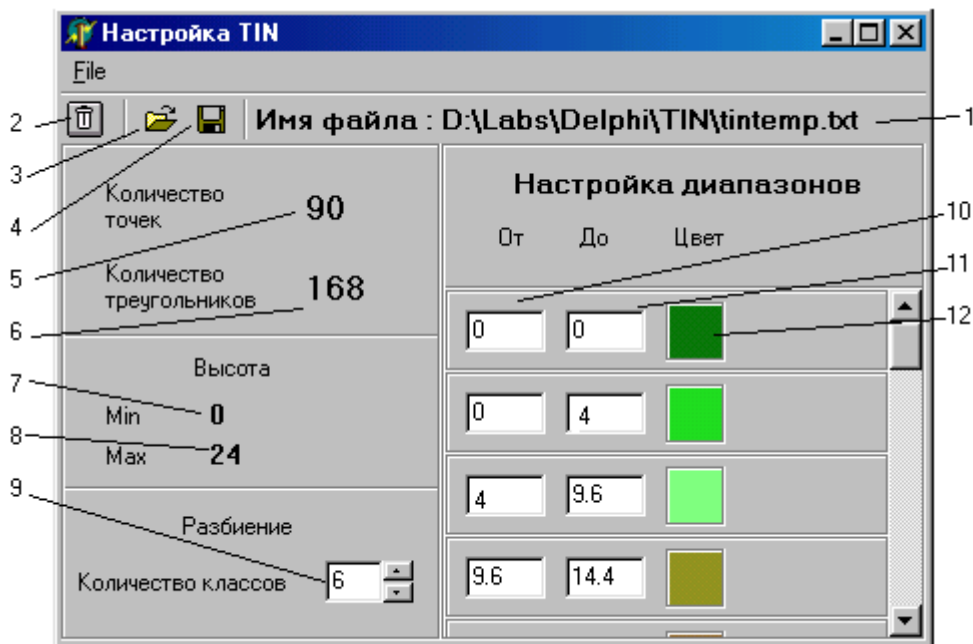 Настройка TIN
File
2
Имя файла : D:\Labs\Delphi\TIN\tintemp.txt
1
3
4
5
6
7
8
9
Количество
точек
90
Количество
треугольников
168
Высота
Min 0
Max 24
Разбиение
Количество классов 6
Настройка диапазонов
От До Цвет
10
11
12
0 0
0 4
4 9.6
9.6 14.4